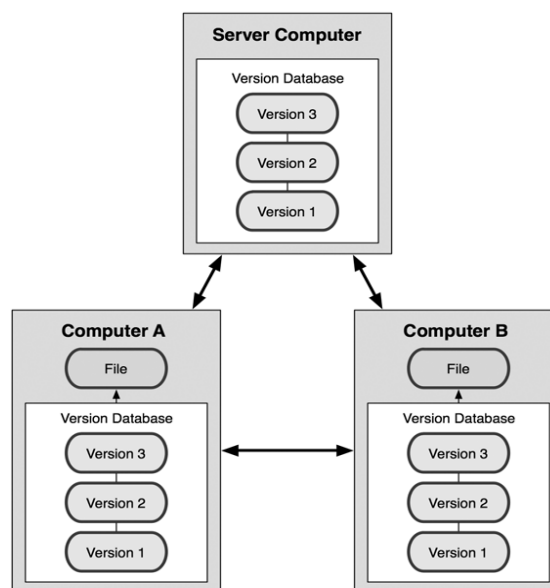 Server Computer
Version Database
Version 3
Version 2
Version 1
Computer A
File
Version Database
Version 3
Version 2
Version 1
Computer B
File
Version Database
Version 3
Version 2
Version 1